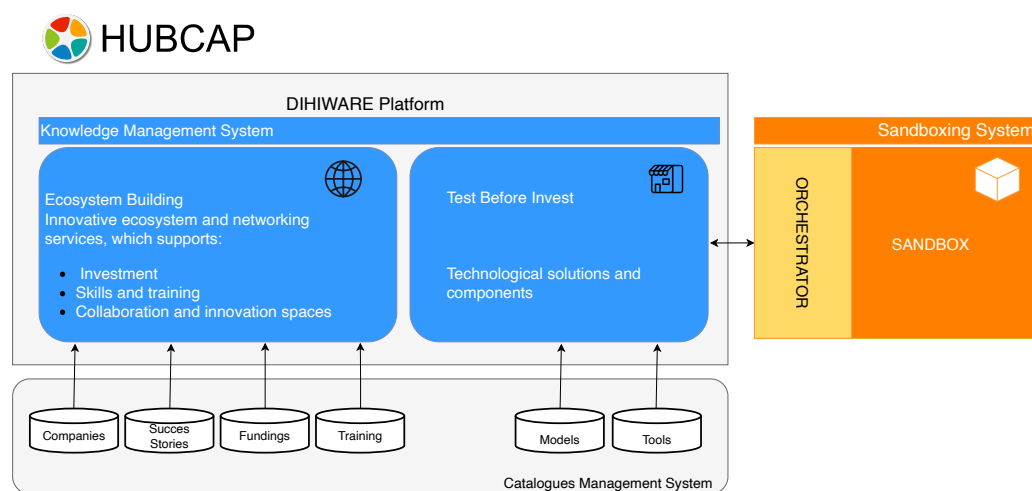 HUBCAP
DIHIWARE Platform
Knowledge Management System
Sandboxing System
Ecosystem Building
Innovative ecosystem and networking
services, which supports:
Investment
Skills and training
Collaboration and innovation spaces
Test Before Invest
Technological solutions and
components
ORCHESTRATOR
SANDBOX
Companies
Succes
Stories
Fundings
Training
Models
Tools
Catalogues Management System